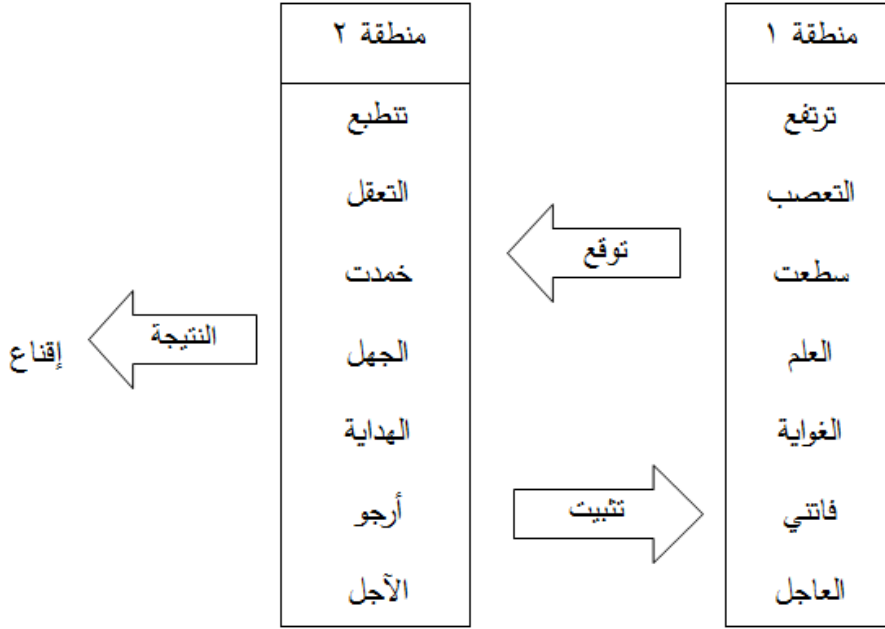 منطقة ١
ترتفع
التعصب
سطعت
العلم
الغواية
فاتني
العاجل
توقع
تثبيت
منطقة ٢
تنطبع
التعقل
خمدت
الجهل
الهداية
أرجو
الآجل
النتيجة
إقناع